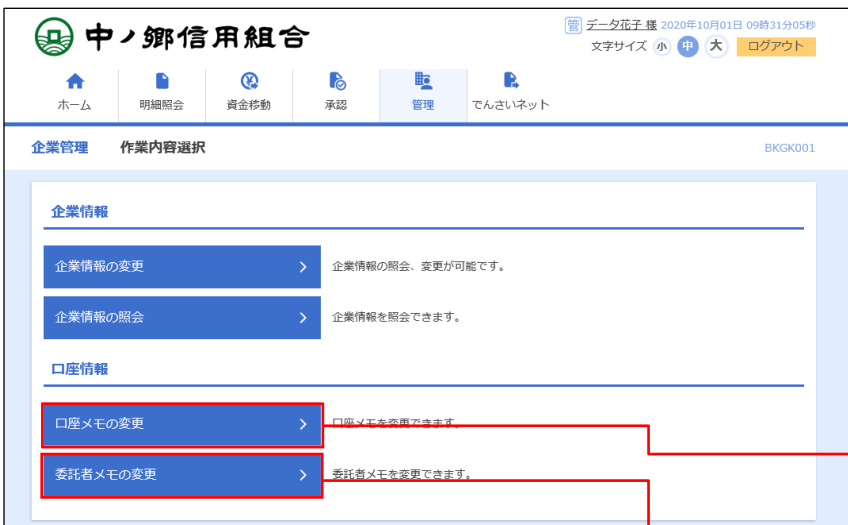 中ノ郷信用組合
管 データ花子 様 2020年10月01日 09時31分05秒
文字サイズ 小 中 大 ログアウト
ホーム 明細照会 資金移動 承認 管理 でんさいネット
企業管理 作業内容選択 BKGK001
企業情報
企業情報の変更 企業情報の照会、変更が可能です。
企業情報の照会 企業情報を照会できます。
口座情報
口座メモの変更 口座メモを変更できます。
委託者メモの変更 委託者メモを変更できます。